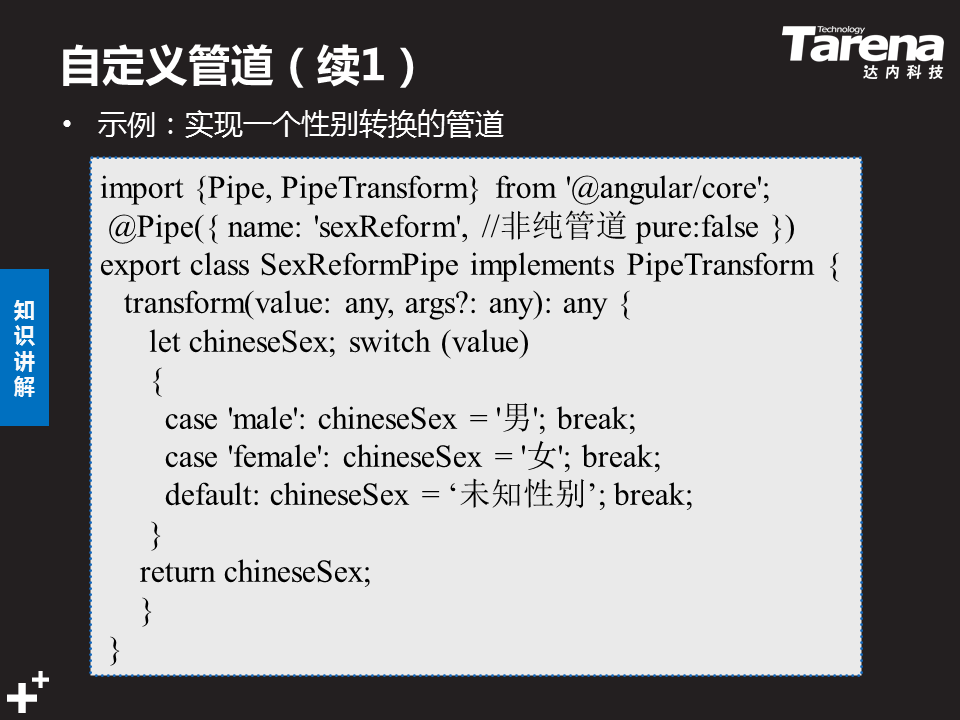 自定义管道（续1）
Technology
Tarena
达内科技
• 示例：实现一个性别转换的管道
知识讲解
import {Pipe, PipeTransform} from '@angular/core';
@Pipe({ name: 'sexReform', //非纯管道 pure:false })
export class SexReformPipe implements PipeTransform {
transform(value: any, args?: any): any {
let chineseSex; switch (value)
{
case 'male': chineseSex = '男'; break;
case 'female': chineseSex = '女'; break;
default: chineseSex = ‘未知性别’; break;
}
return chineseSex;
}
}